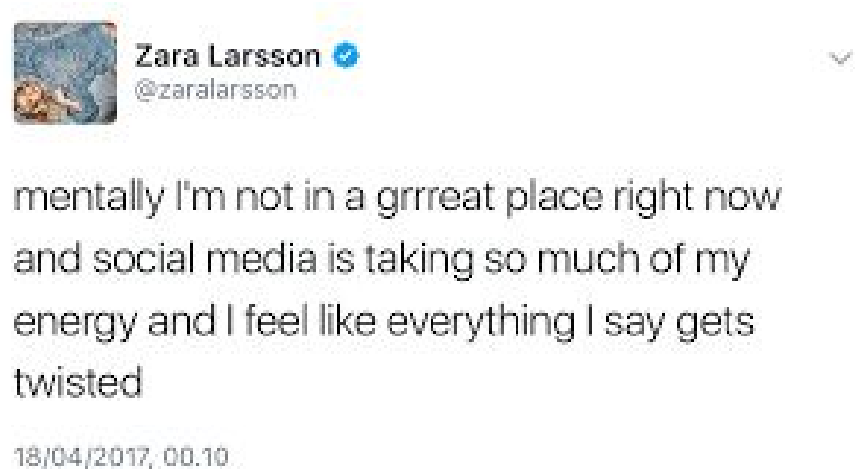 Zara Larsson
@zaralarsson
mentally I'm not in a grrreat place right now
and social media is taking so much of my
energy and I feel like everything I say gets
twisted
18/04/2017, 00.10